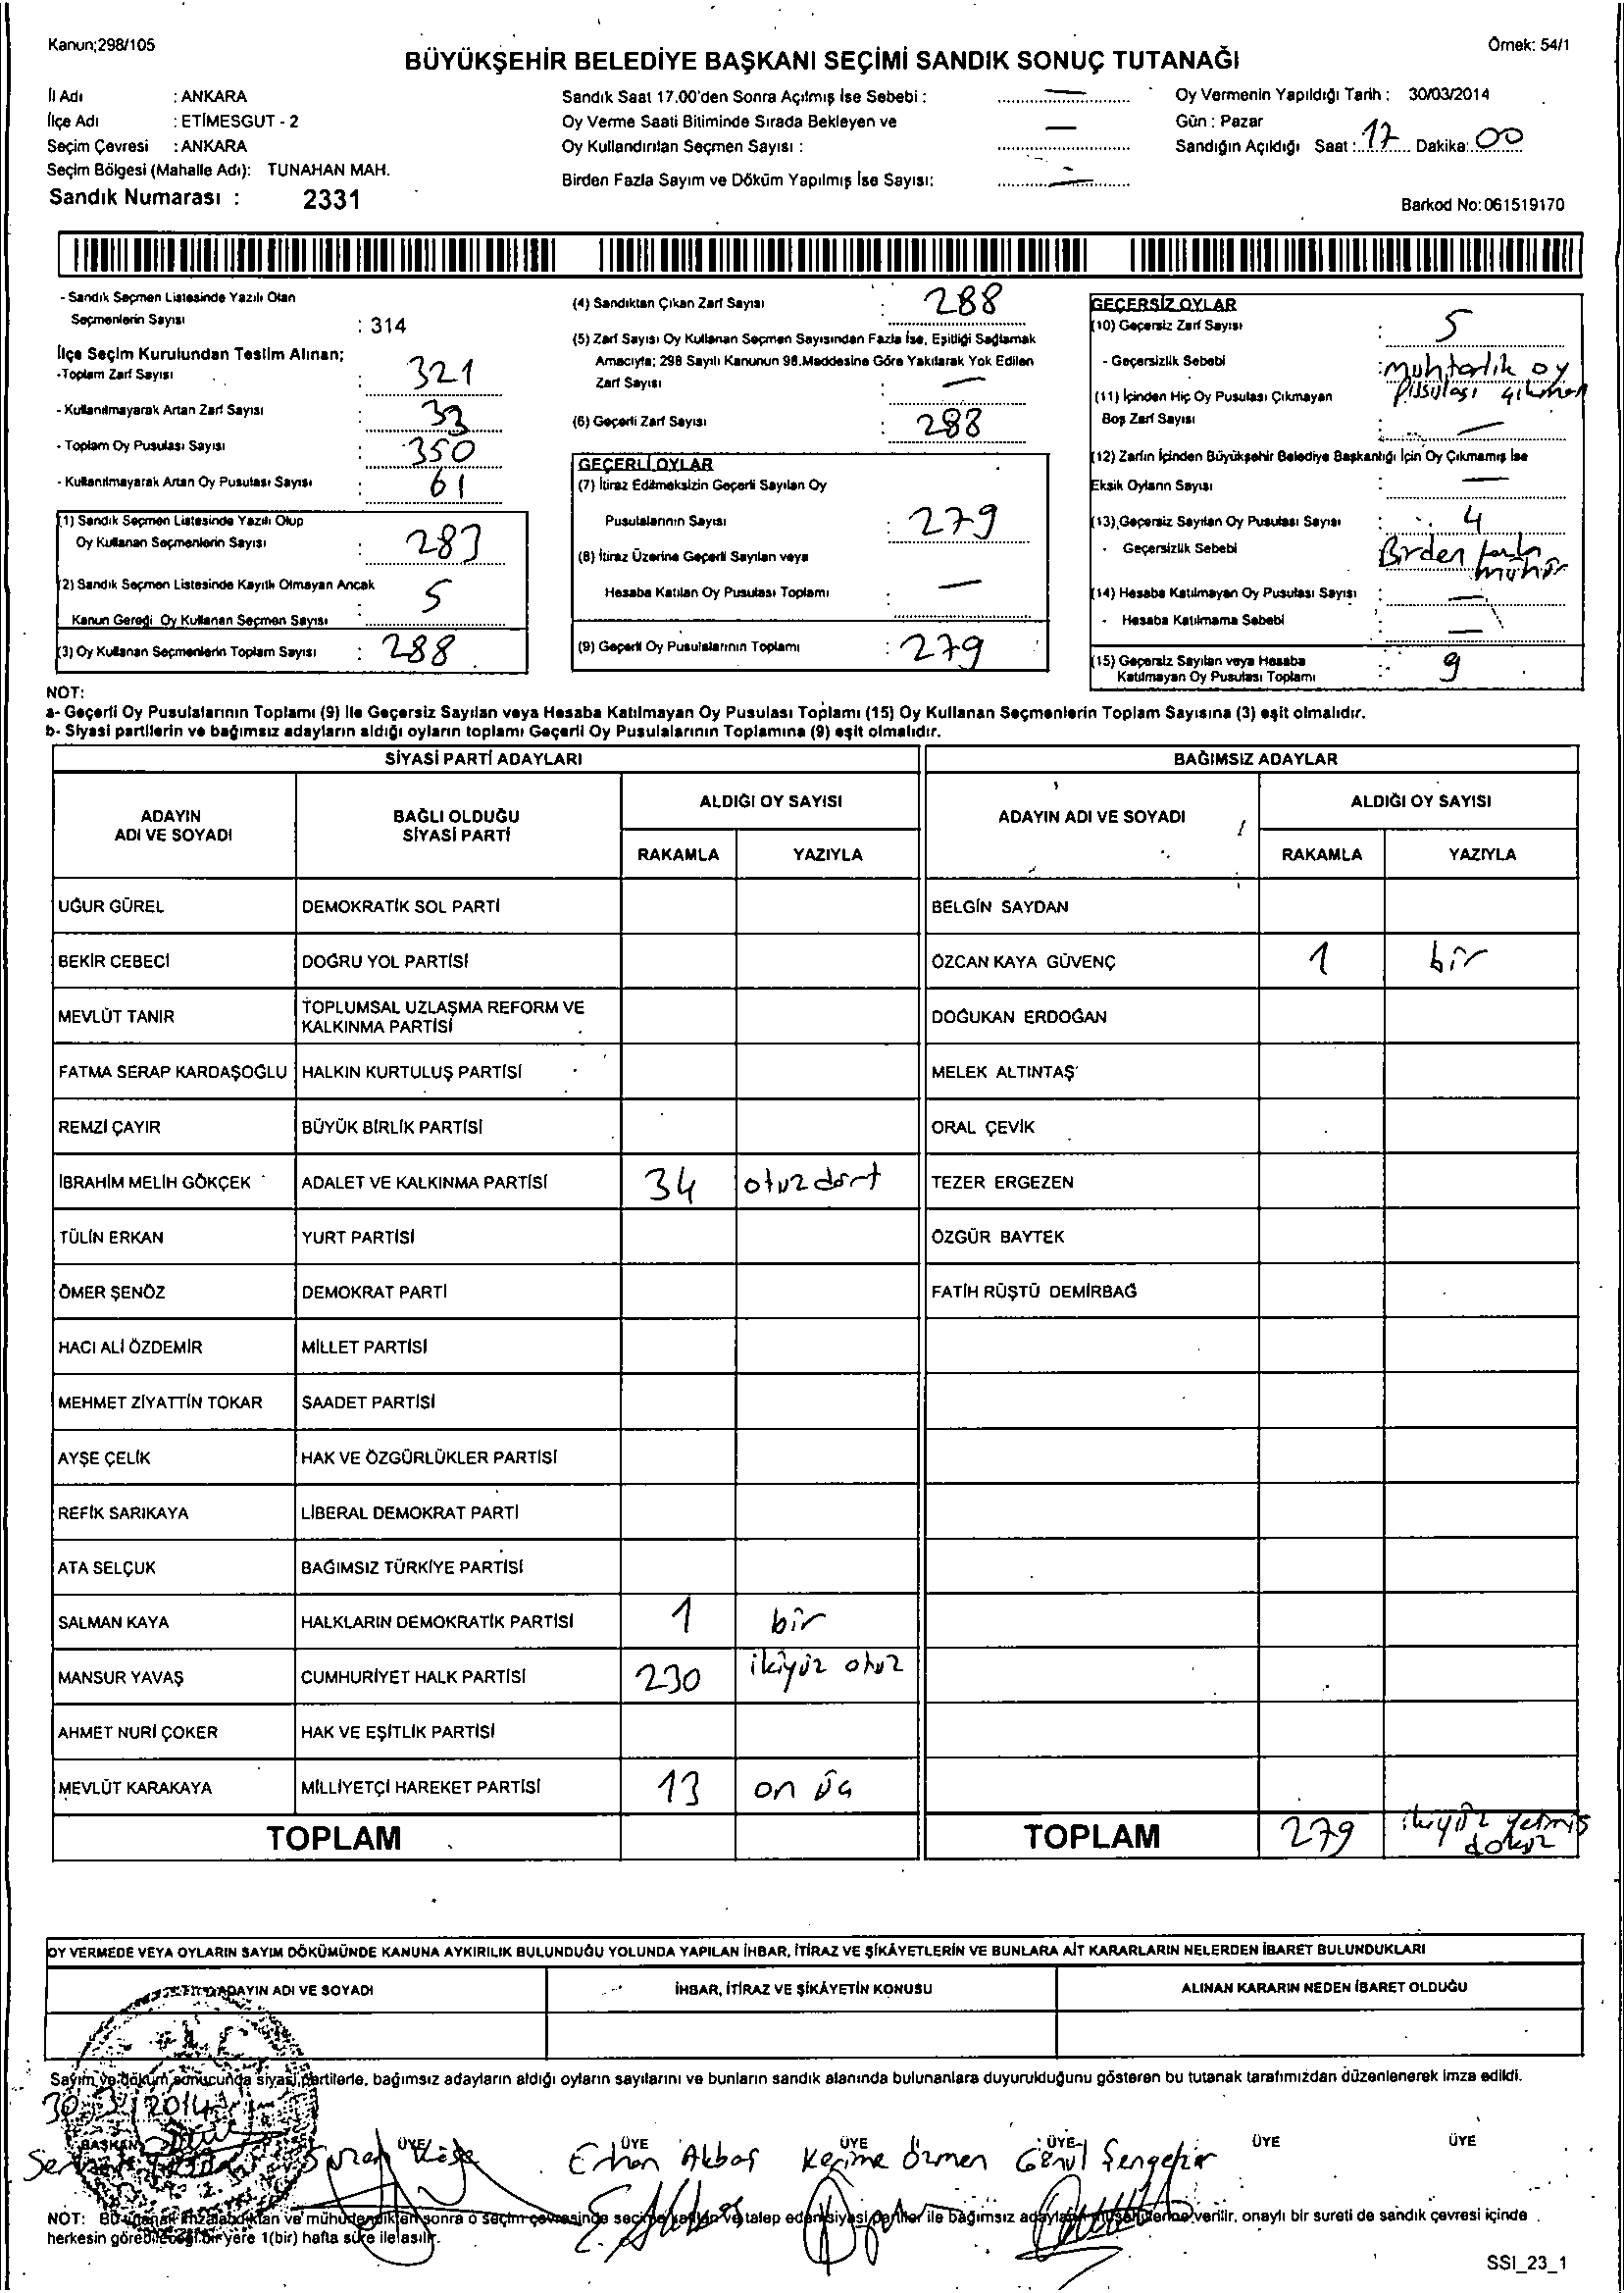 Kanun;298/105
Örnek: 54/1
BÜYÜKŞEHİR BELEDİYE BAŞKANI SEÇİMİ SANDIK SONUÇ TUTANAĞI
İl Adı : ANKARA
İlçe Adı : ETİMESGUT - 2
Seçim Çevresi : ANKARA
Seçim Bölgesi (Mahalle Adı): TUNAHAN MAH.
Sandık Numarası : 2331
Sandık Saat 17.00'den Sonra Açılmış İse Sebebi : —
Oy Verme Saati Bitiminde Sırada Bekleyen ve
Oy Kullandırılan Seçmen Sayısı : —
Birden Fazla Sayım ve Döküm Yapılmış İse Sayısı: —
Oy Vermenin Yapıldığı Tarih : 30/03/2014
Gün : Pazar
Sandığın Açıldığı Saat : 17 Dakika: 00
Barkod No: 061519170
- Sandık Seçmen Listesinde Yazılı Olan
Seçmenlerin Sayısı : 314
İlçe Seçim Kurulundan Teslim Alınan;
-Toplam Zarf Sayısı : 321
- Kullanılmayarak Artan Zarf Sayısı : 33
- Toplam Oy Pusulası Sayısı : 350
- Kullanılmayarak Artan Oy Pusulası Sayısı : 61
(1) Sandık Seçmen Listesinde Yazılı Olup
Oy Kullanan Seçmenlerin Sayısı : 283
(2) Sandık Seçmen Listesinde Kayıtlı Olmayan Ancak
Kanun Gereği Oy Kullanan Seçmen Sayısı : 5
(3) Oy Kullanan Seçmenlerin Toplam Sayısı : 288
(4) Sandıktan Çıkan Zarf Sayısı : 288
(5) Zarf Sayısı Oy Kullanan Seçmen Sayısından Fazla İse, Eşitliği Sağlamak
Amacıyla; 298 Sayılı Kanunun 98.Maddesine Göre Yakılarak Yok Edilen
Zarf Sayısı : —
(6) Geçerli Zarf Sayısı : 288
GEÇERLİ OYLAR
(7) İtiraz Edilmeksizin Geçerli Sayılan Oy
Pusulalarının Sayısı : 279
(8) İtiraz Üzerine Geçerli Sayılan veya
Hesaba Katılan Oy Pusulası Toplamı : —
(9) Geçerli Oy Pusulalarının Toplamı : 279
GEÇERSİZ OYLAR
(10) Geçersiz Zarf Sayısı : 5
- Geçersizlik Sebebi : muhtarlık oy
pusulası çıkması
(11) İçinden Hiç Oy Pusulası Çıkmayan
Boş Zarf Sayısı : —
(12) Zarfın İçinden Büyükşehir Belediye Başkanlığı İçin Oy Çıkmamış İse
Eksik Oyların Sayısı : —
(13) Geçersiz Sayılan Oy Pusulası Sayısı : 4
- Geçersizlik Sebebi : Birden fazla
mühür
(14) Hesaba Katılmayan Oy Pusulası Sayısı : —
- Hesaba Katılmama Sebebi : —
(15) Geçersiz Sayılan veya Hesaba
Katılmayan Oy Pusulası Toplamı : 9
NOT:
a- Geçerli Oy Pusulalarının Toplamı (9) ile Geçersiz Sayılan veya Hesaba Katılmayan Oy Pusulası Toplamı (15) Oy Kullanan Seçmenlerin Toplam Sayısına (3) eşit olmalıdır.
b- Siyasi partilerin ve bağımsız adayların aldığı oyların toplamı Geçerli Oy Pusulalarının Toplamına (9) eşit olmalıdır.
SİYASİ PARTİ ADAYLARI BAĞIMSIZ ADAYLAR
ADAYIN
ADI VE SOYADI
BAĞLI OLDUĞU
SİYASİ PARTİ
ALDIĞI OY SAYISI
RAKAMLA YAZIYLA
ADAYIN ADI VE SOYADI
ALDIĞI OY SAYISI
RAKAMLA YAZIYLA
UĞUR GÜREL DEMOKRATİK SOL PARTİ BELGİN SAYDAN
BEKİR CEBECİ DOĞRU YOL PARTİSİ ÖZCAN KAYA GÜVENÇ 1 bir
MEVLÜT TANIR TOPLUMSAL UZLAŞMA REFORM VE
KALKINMA PARTİSİ DOĞUKAN ERDOĞAN
FATMA SERAP KARDAŞOĞLU HALKIN KURTULUŞ PARTİSİ MELEK ALTINTAŞ
REMZİ ÇAYIR BÜYÜK BİRLİK PARTİSİ ORAL ÇEVİK
İBRAHİM MELİH GÖKÇEK ADALET VE KALKINMA PARTİSİ 34 otuz dört TEZER ERGEZEN
TÜLİN ERKAN YURT PARTİSİ ÖZGÜR BAYTEK
ÖMER ŞENÖZ DEMOKRAT PARTİ FATİH RÜŞTÜ DEMİRBAĞ
HACI ALİ ÖZDEMİR MİLLET PARTİSİ
MEHMET ZİYATTİN TOKAR SAADET PARTİSİ
AYŞE ÇELİK HAK VE ÖZGÜRLÜKLER PARTİSİ
REFİK SARIKAYA LİBERAL DEMOKRAT PARTİ
ATA SELÇUK BAĞIMSIZ TÜRKİYE PARTİSİ
SALMAN KAYA HALKLARIN DEMOKRATİK PARTİSİ 1 bir
MANSUR YAVAŞ CUMHURİYET HALK PARTİSİ 230 ikiyüz otuz
AHMET NURİ ÇOKER HAK VE EŞİTLİK PARTİSİ
MEVLÜT KARAKAYA MİLLİYETÇİ HAREKET PARTİSİ 13 on üç
TOPLAM TOPLAM 279 ikiyüz yetmiş
dokuz
OY VERMEDE VEYA OYLARIN SAYIM DÖKÜMÜNDE KANUNA AYKIRILIK BULUNDUĞU YOLUNDA YAPILAN İHBAR, İTİRAZ VE ŞİKÂYETLERİN VE BUNLARA AİT KARARLARIN NELERDEN İBARET BULUNDUKLARI
ADAYIN ADI VE SOYADI İHBAR, İTİRAZ VE ŞİKÂYETİN KONUSU ALINAN KARARIN NEDEN İBARET OLDUĞU
Sayım ve döküm sonucunda siyasi partilerle, bağımsız adayların aldığı oyların sayılarını ve bunların sandık alanında bulunanlara duyurulduğunu gösteren bu tutanak tarafımızdan düzenlenerek imza edildi.
30/3/2014
BAŞKAN ÜYE ÜYE ÜYE ÜYE ÜYE ÜYE
Erhan Akbaş Kerime Özmen Gönül Şengezer
NOT: Bu tutanak imzalandıktan ve mühürlendikten sonra o seçim çevresinde seçime katılan ve talep eden siyasi partiler ile bağımsız adayların müşahitlerine verilir, onaylı bir sureti de sandık çevresi içinde
herkesin görebileceği bir yere 1(bir) hafta süre ile asılır.
SSI_23_1